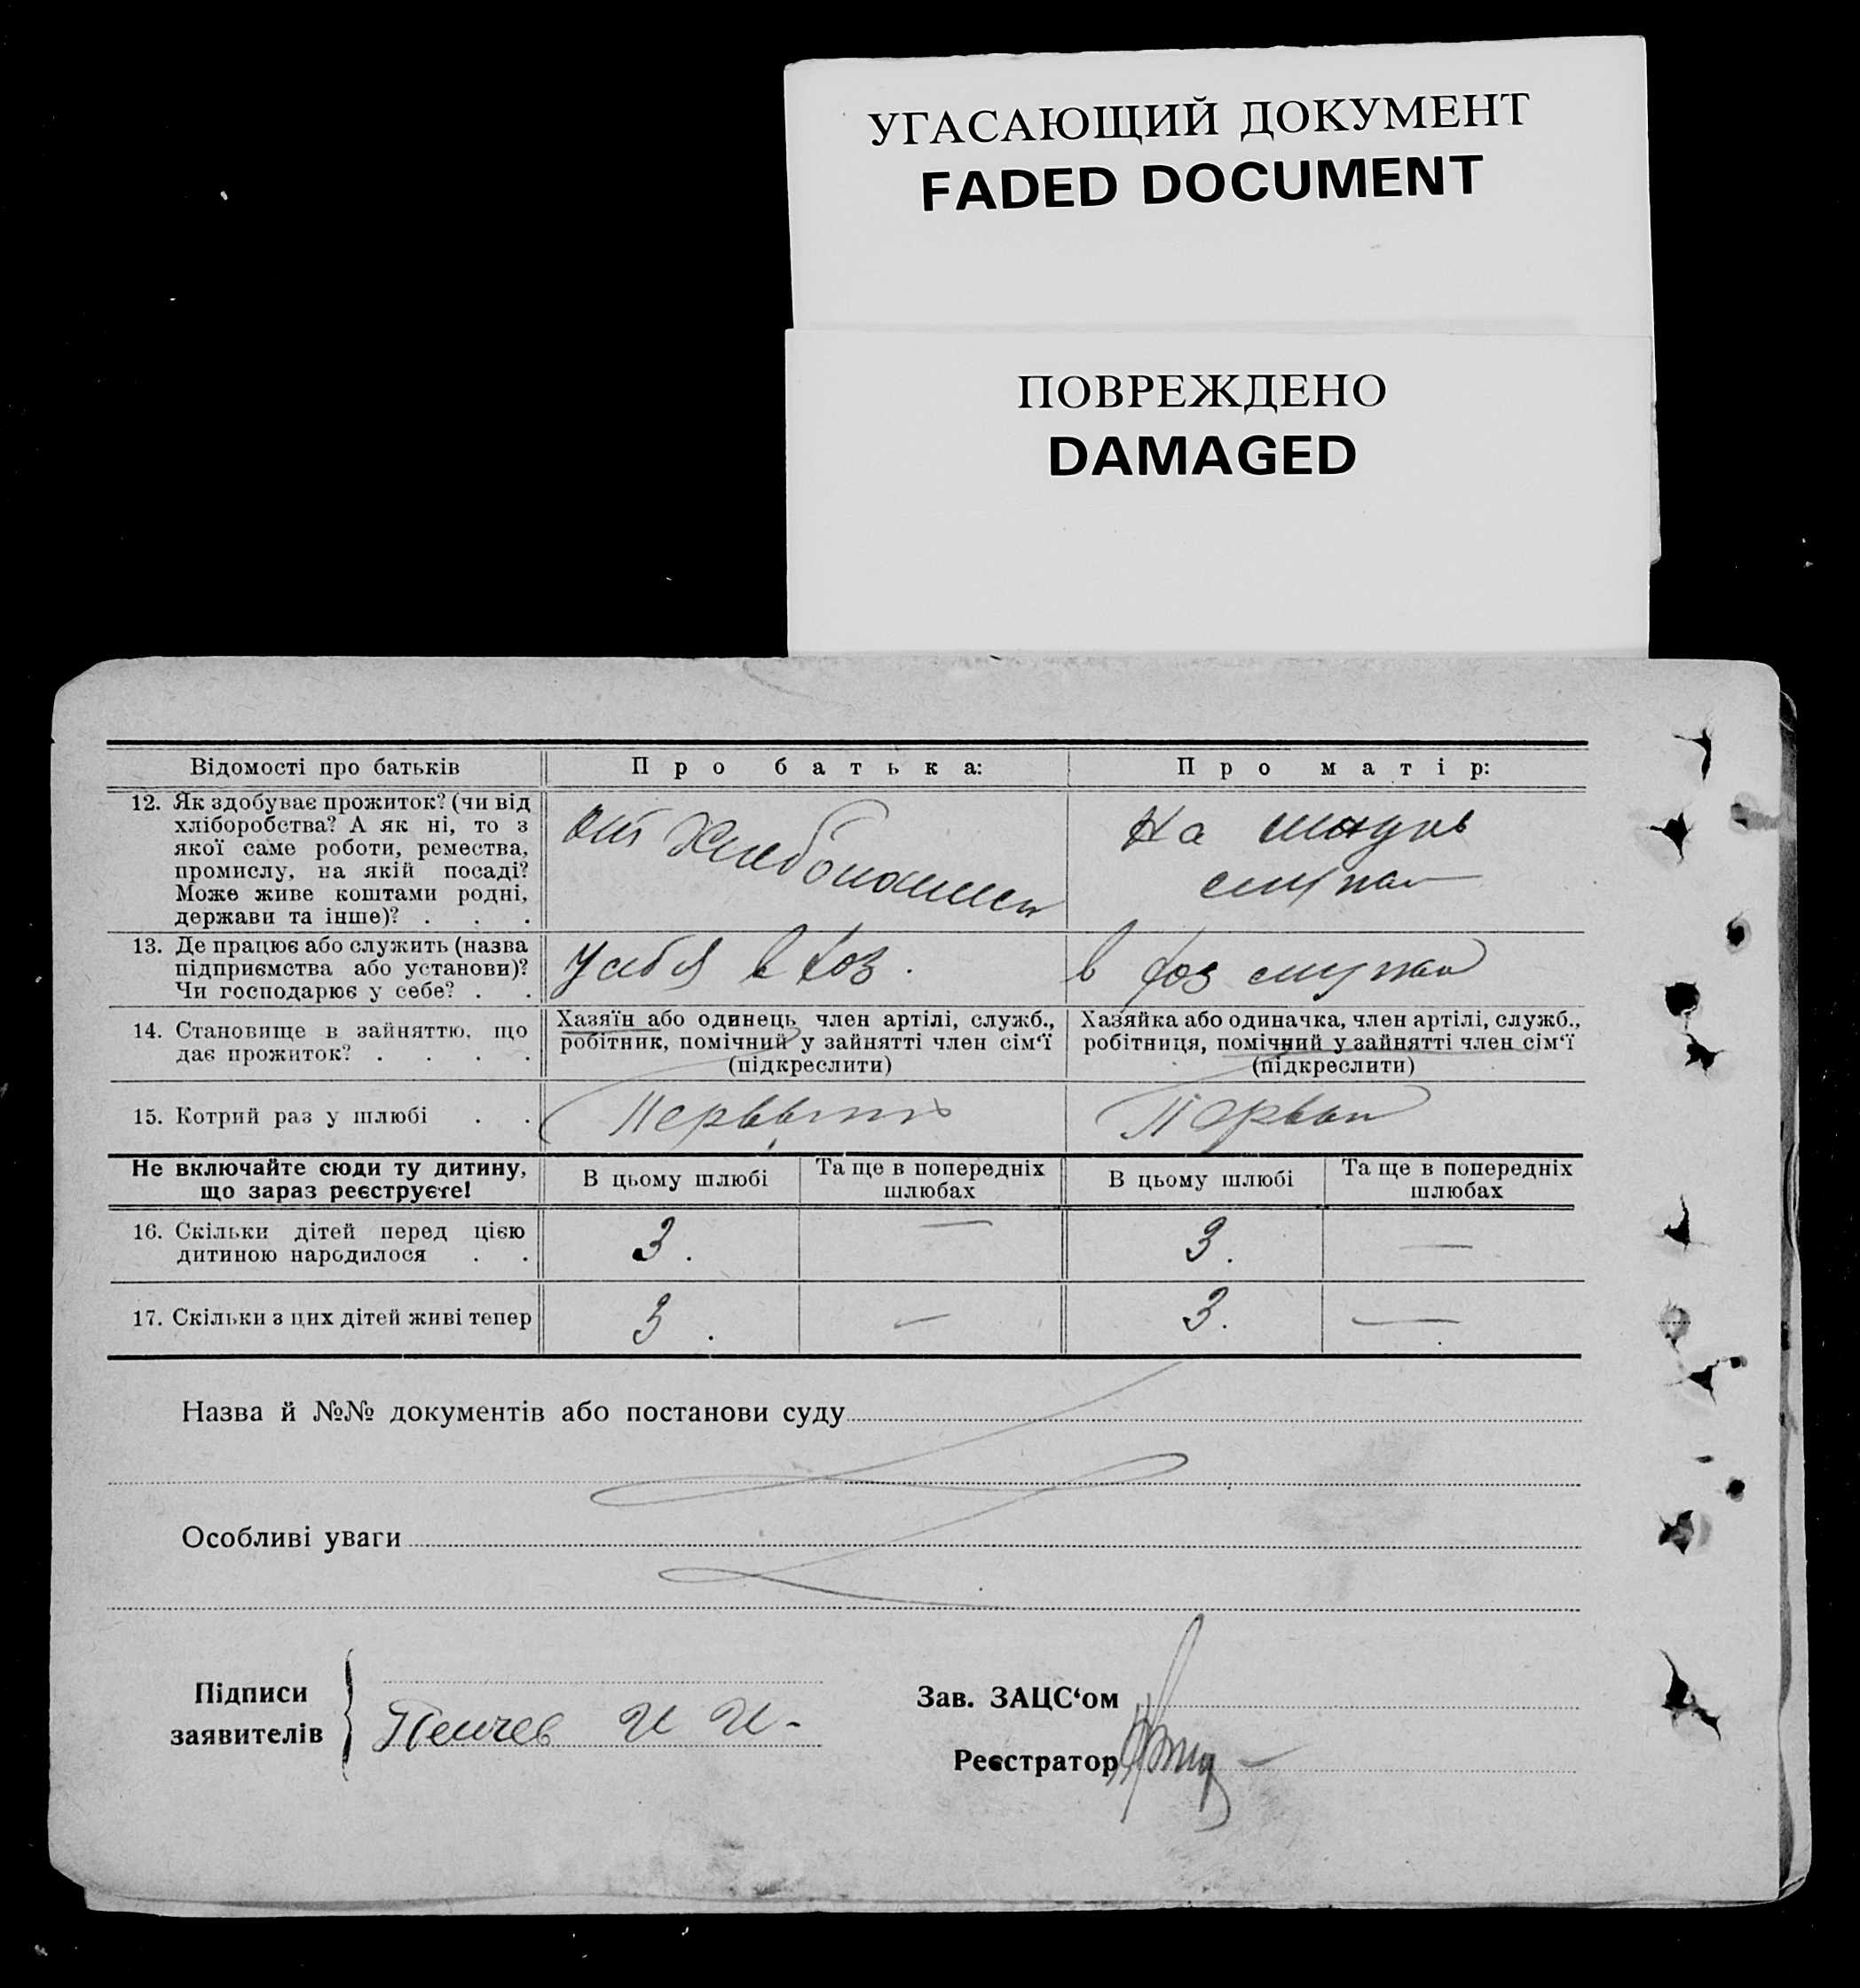 УГАСАЮЩИЙ ДОКУМЕНТ
FADED DOCUMENT
ПОВРЕЖДЕНО
DAMAGED
Відомості про батьків
Про батька:
Про матір:
12. Як здобуває прожиток? (чи від
хліборобства? А як ні, то з
якої саме роботи, ремества,
промислу, на якій посаді?
Може живе коштами родні,
держави та інше)? . . .
от
На
13. Де працює або служить (назва
підприємства або установи)?
Чи господарює у себе? . .
У себя в
в
14. Становище в зайняттю, що
дає прожиток? . . . .
Хазяїн або одинець член артілі, служб.,
робітник, помічний у зайнятті член сім‘ї
(підкреслити)
Хазяйка або одиначка, член артілі, служб.,
робітниця, помічний у зайнятті член сім‘ї
(підкреслити)
15. Котрий раз у шлюбі . .
Не включайте сюди ту дитину,
що зараз реєструєте!
В цьому шлюбі
Та ще в попередніх
шлюбах
В цьому шлюбі
Та ще в попередніх
шлюбах
16. Скільки дітей перед цією
дитиною народилося . .
3. —
3. —
17. Скільки з цих дітей живі тепер
3. —
3. —
Назва й №№ документів або постанови суду
Особливі уваги
Підписи
заявителів
Пейчев И И-
Зав. ЗАЦС‘ом
Реєстратор